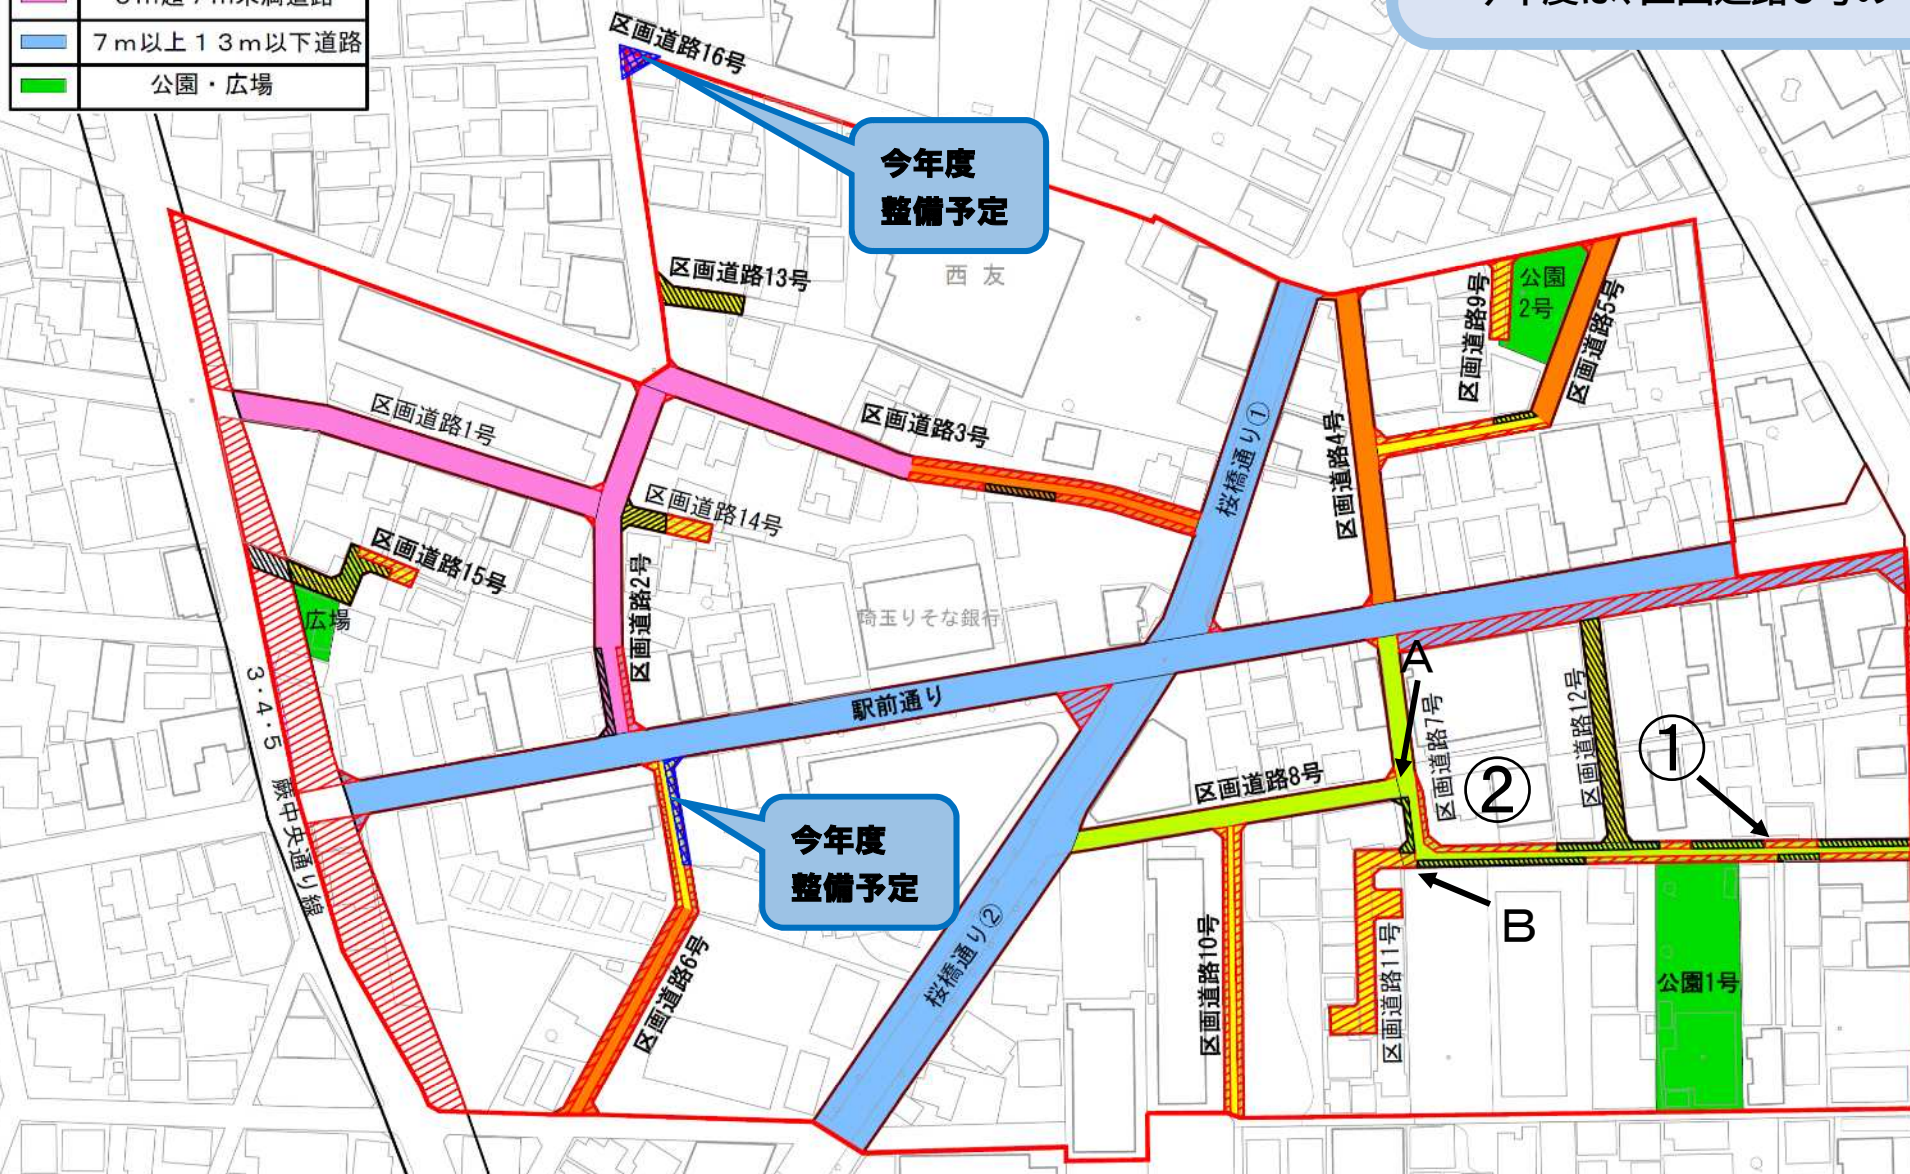 7m以上13m以下道路
公園・広場
区画道路16号
今年度
整備予定
区画道路13号
西友
区画道路9号
公園
2号
区画道路5号
区画道路1号
区画道路3号
桜橋通り①
区画道路4号
区画道路14号
区画道路15号
区画道路2号
広場
埼玉りそな銀行
3・4・5 蕨中央通り線
駅前通り
A
区画道路7号
区画道路12号
①
②
区画道路8号
今年度
整備予定
B
区画道路6号
桜橋通り②
区画道路10号
区画道路11号
公園1号